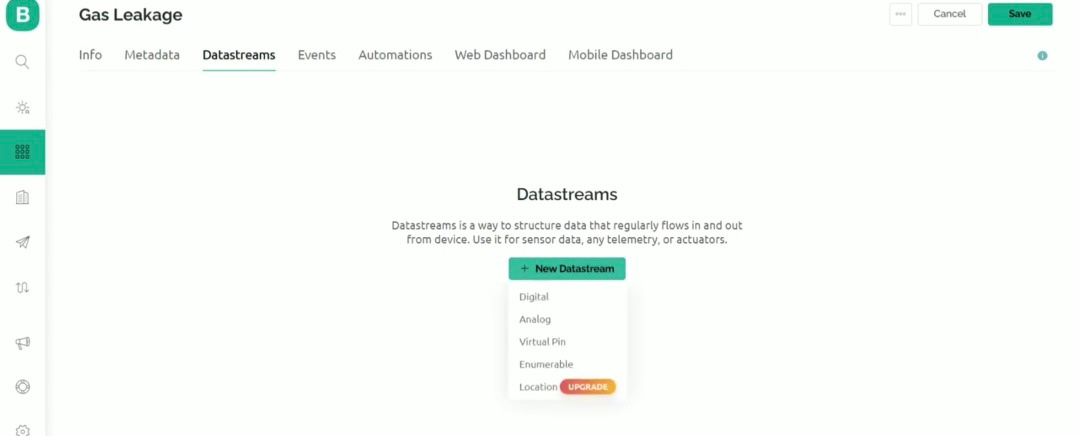 B
Gas Leakage
Cancel
Save
Info Metadata Datastreams Events Automations Web Dashboard Mobile Dashboard
Datastreams
Datastreams is a way to structure data that regularly flows in and out
from device. Use it for sensor data, any telemetry, or actuators.
+ New Datastream
Digital
Analog
Virtual Pin
Enumerable
Location UPGRADE